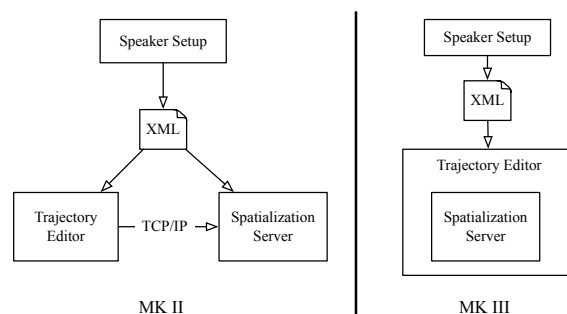 Speaker Setup
XML
Trajectory
Editor
TCP/IP
Spatialization
Server
MK II
Speaker Setup
XML
Trajectory Editor
Spatialization
Server
MK III